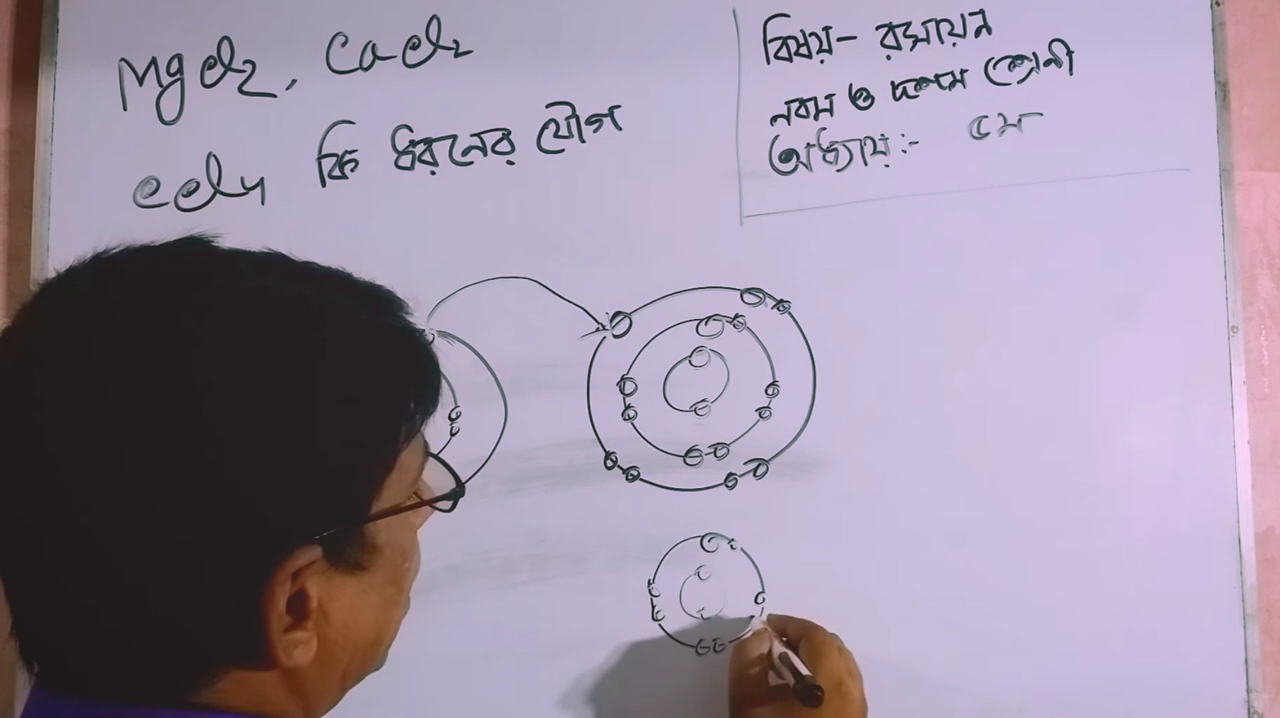 MgCl₂, CaCl₂
CCl₄ কি ধরনের যৌগ
বিষয়- রসায়ন
নবম ও দশম শ্রেণী
অধ্যায়:- ৫ম